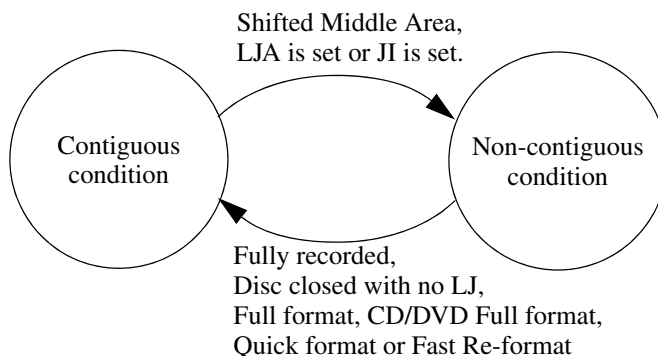 Shifted Middle Area,
LJA is set or JI is set.
Contiguous
condition
Non-contiguous
condition
Fully recorded,
Disc closed with no LJ,
Full format, CD/DVD Full format,
Quick format or Fast Re-format